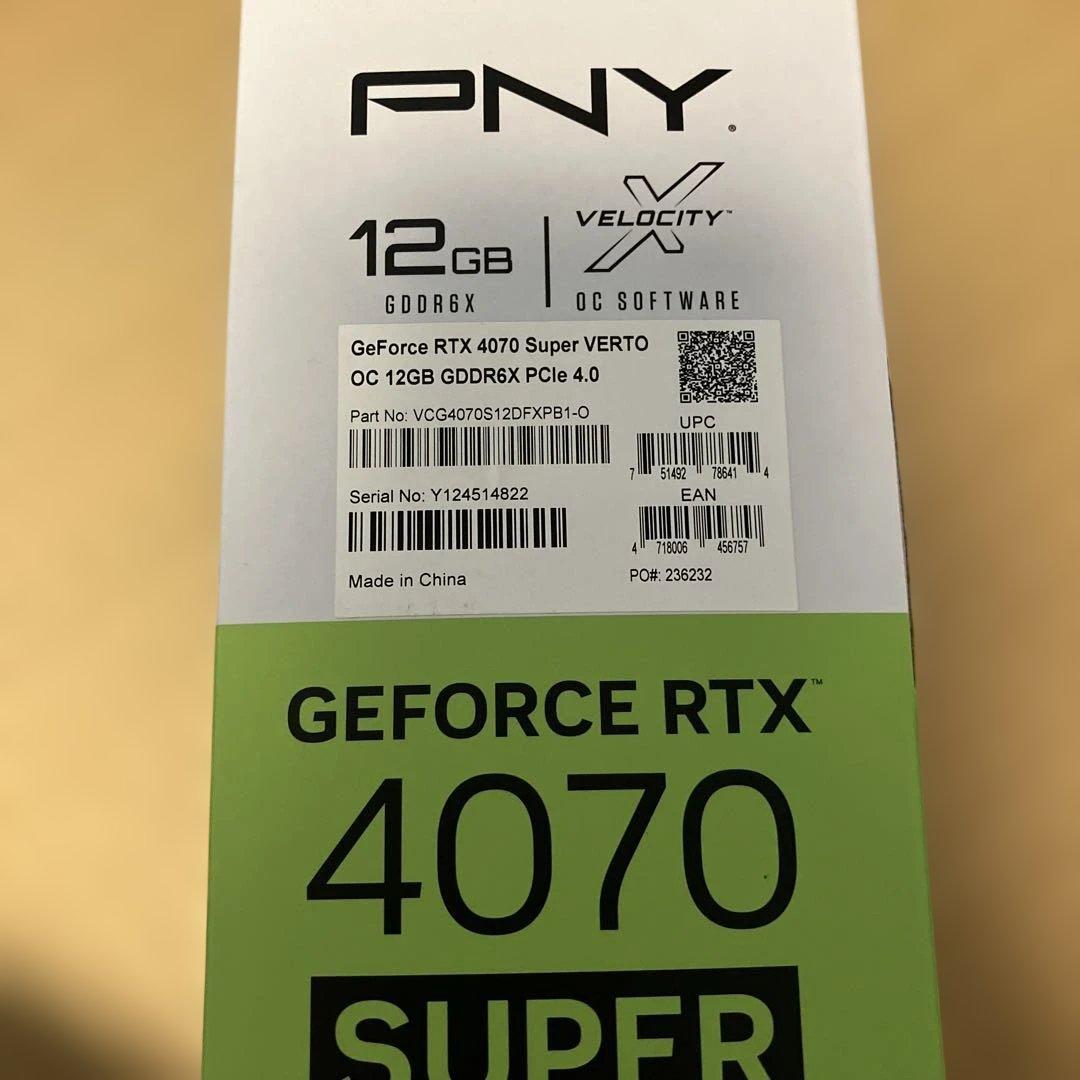 PNY®
12GB
GDDR6X
VELOCITY™
X
OC SOFTWARE
GeForce RTX 4070 Super VERTO
OC 12GB GDDR6X PCIe 4.0
Part No: VCG4070S12DFXPB1-O
UPC
7 51492 78641 4
Serial No: Y124514822
EAN
4 718006 456757
Made in China
PO#: 236232
GEFORCE RTX™
4070
SUPER